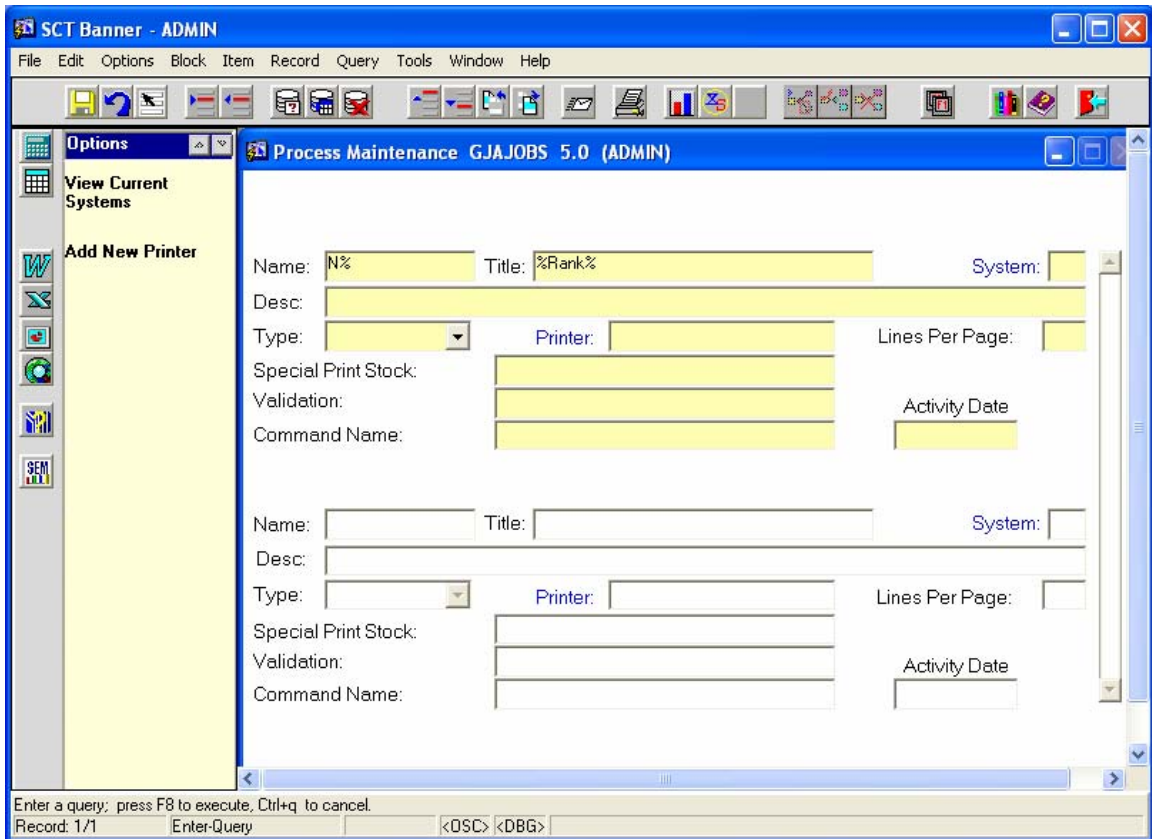 SCT Banner - ADMIN
File Edit Options Block Item Record Query Tools Window Help
Options
View Current
Systems
Add New Printer
Process Maintenance GJAJOBS 5.0 (ADMIN)
Name: N% Title: %Rank% System:
Desc:
Type: Printer: Lines Per Page:
Special Print Stock:
Validation: Activity Date
Command Name:
Name: Title: System:
Desc:
Type: Printer: Lines Per Page:
Special Print Stock:
Validation: Activity Date
Command Name:
SEM
Enter a query; press F8 to execute, Ctrl+q to cancel.
Record: 1/1 Enter-Query <OSC> <DBG>